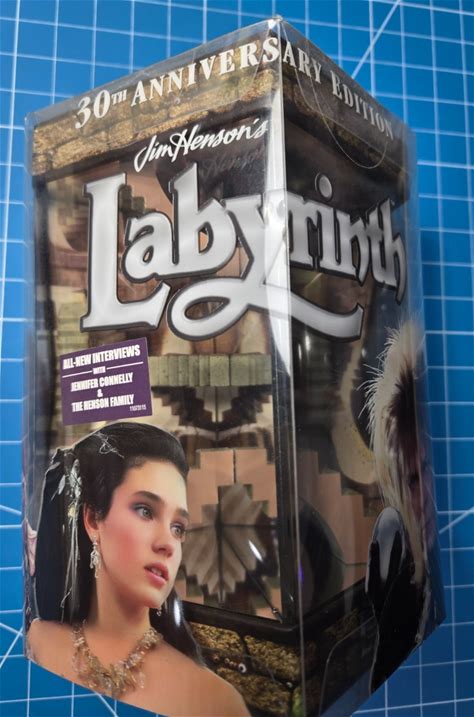 30TH ANNIVERSARY EDITION
Jim Henson's
Labyrinth
ALL-NEW INTERVIEWS
WITH
JENNIFER CONNELLY
&
THE HENSON FAMILY